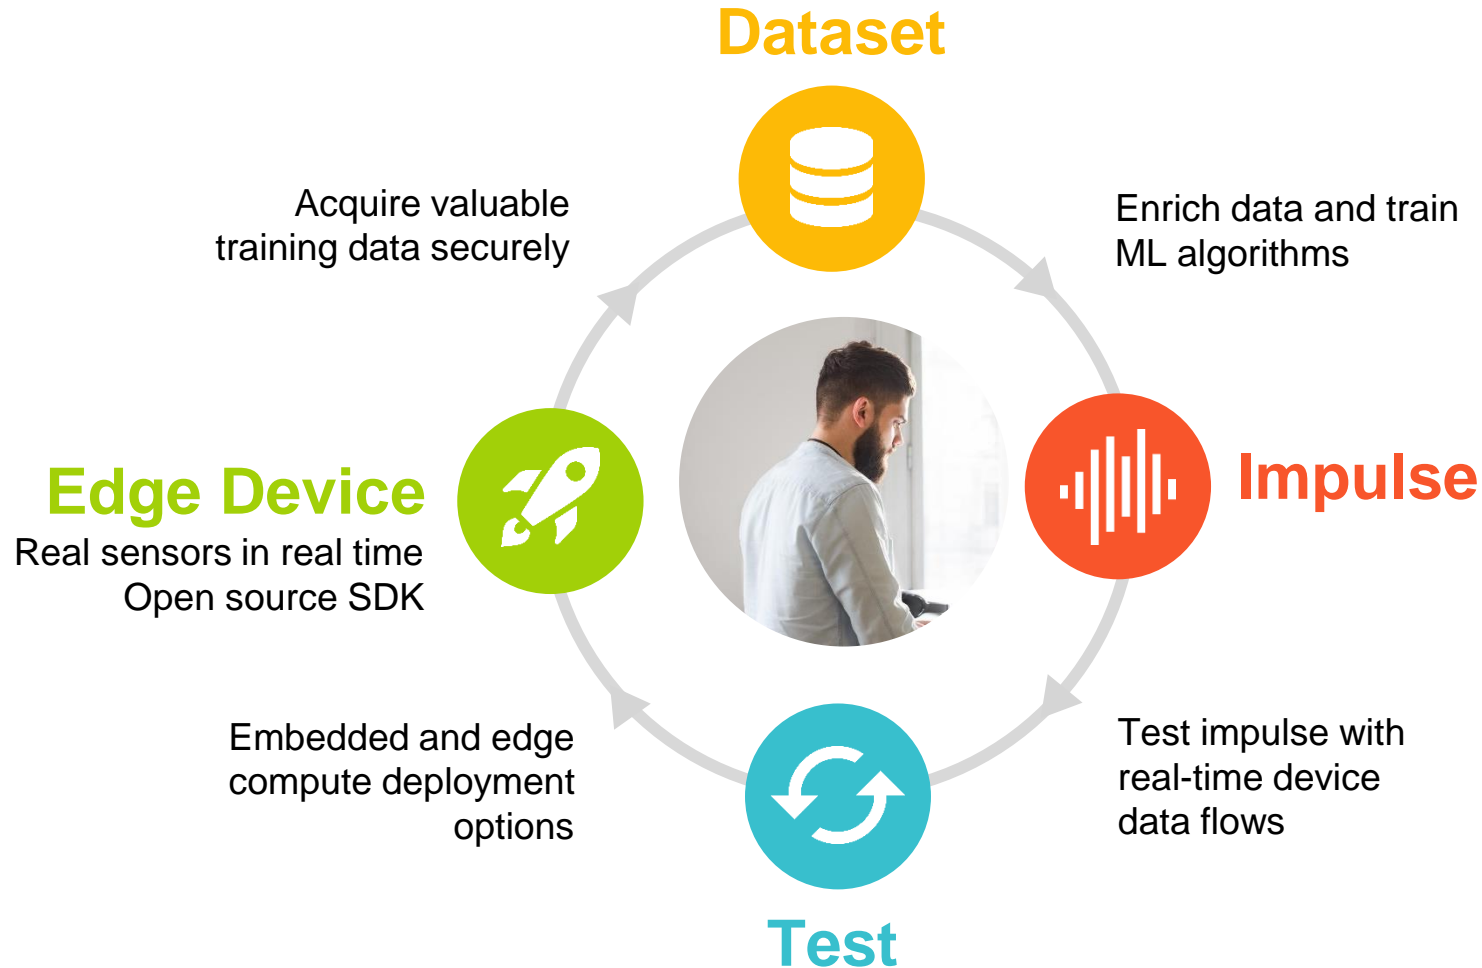 Dataset
Acquire valuable
training data securely
Enrich data and train
ML algorithms
Edge Device
Real sensors in real time
Open source SDK
Impulse
Embedded and edge
compute deployment
options
Test impulse with
real-time device
data flows
Test